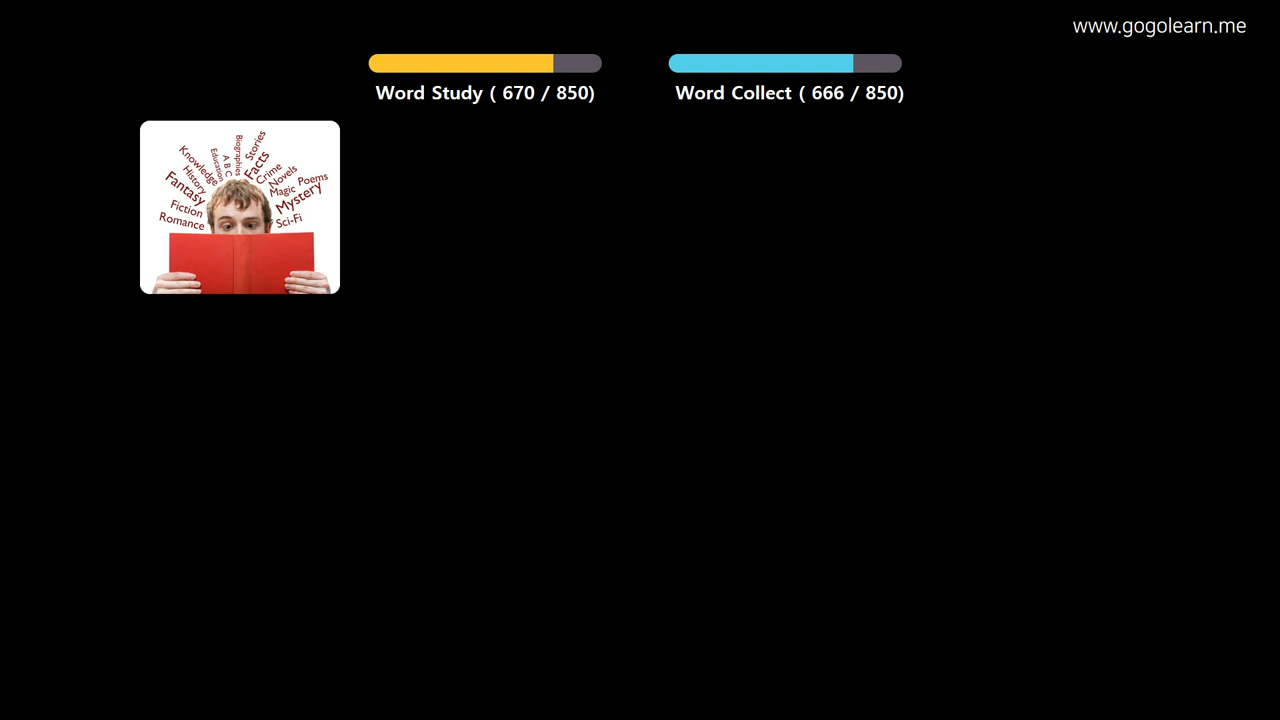 www.gogolearn.me
Word Study ( 670 / 850)
Word Collect ( 666 / 850)
Knowledge
History
Fantasy
Fiction
Romance
Education
A B C
Biographies
Stories
Facts
Crime
Novels
Magic
Poems
Mystery
Sci-Fi